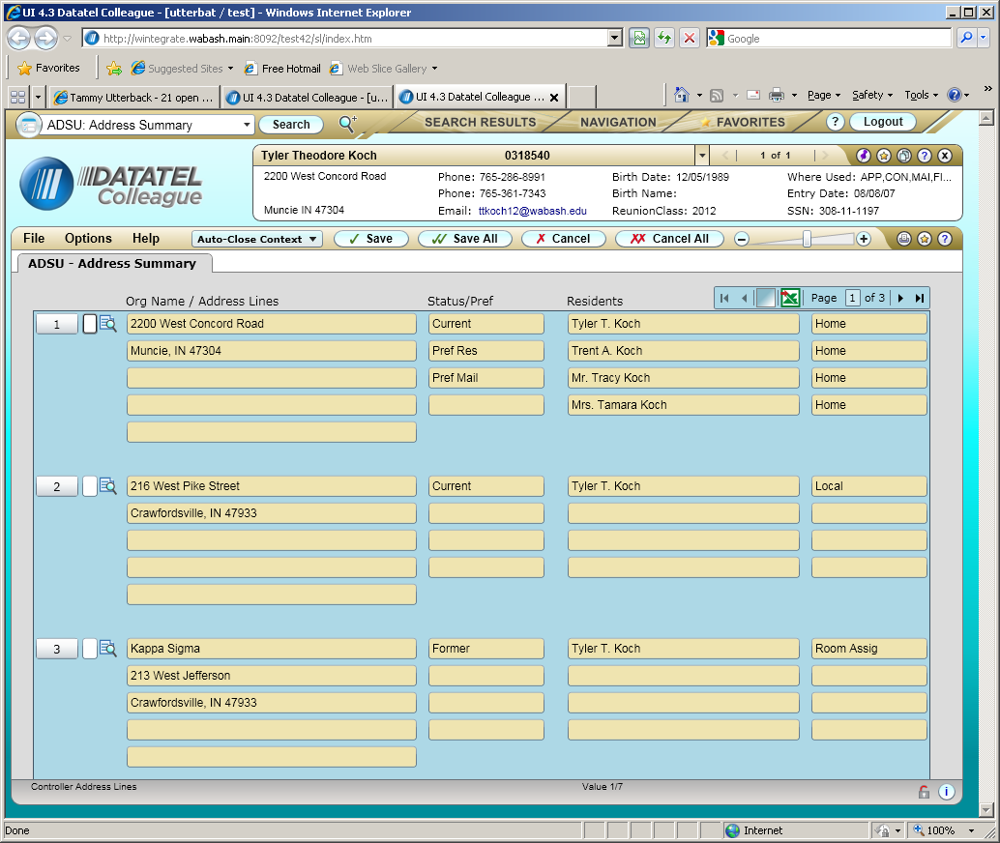 UI 4.3 Datatel Colleague - [utterbat / test] - Windows Internet Explorer
http://wintegrate.wabash.main:8092/test42/sl/index.htm Google
Favorites Suggested Sites Free Hotmail Web Slice Gallery
Tammy Utterback - 21 open ... UI 4.3 Datatel Colleague - [u... UI 4.3 Datatel Colleague ... Page Safety Tools
ADSU: Address Summary Search SEARCH RESULTS NAVIGATION FAVORITES ? Logout
DATATEL
Colleague
Tyler Theodore Koch 0318540 1 of 1
2200 West Concord Road Phone: 765-286-8991 Birth Date: 12/05/1989 Where Used: APP,CON,MAI,FI...
Phone: 765-361-7343 Birth Name: Entry Date: 08/08/07
Muncie IN 47304 Email: ttkoch12@wabash.edu ReunionClass: 2012 SSN: 308-11-1197
File Options Help Auto-Close Context Save Save All Cancel Cancel All
ADSU - Address Summary
Org Name / Address Lines Status/Pref Residents Page 1 of 3
1 2200 West Concord Road Current Tyler T. Koch Home
Muncie, IN 47304 Pref Res Trent A. Koch Home
Pref Mail Mr. Tracy Koch Home
Mrs. Tamara Koch Home
2 216 West Pike Street Current Tyler T. Koch Local
Crawfordsville, IN 47933
3 Kappa Sigma Former Tyler T. Koch Room Assig
213 West Jefferson
Crawfordsville, IN 47933
Controller Address Lines Value 1/7
Done Internet 100%